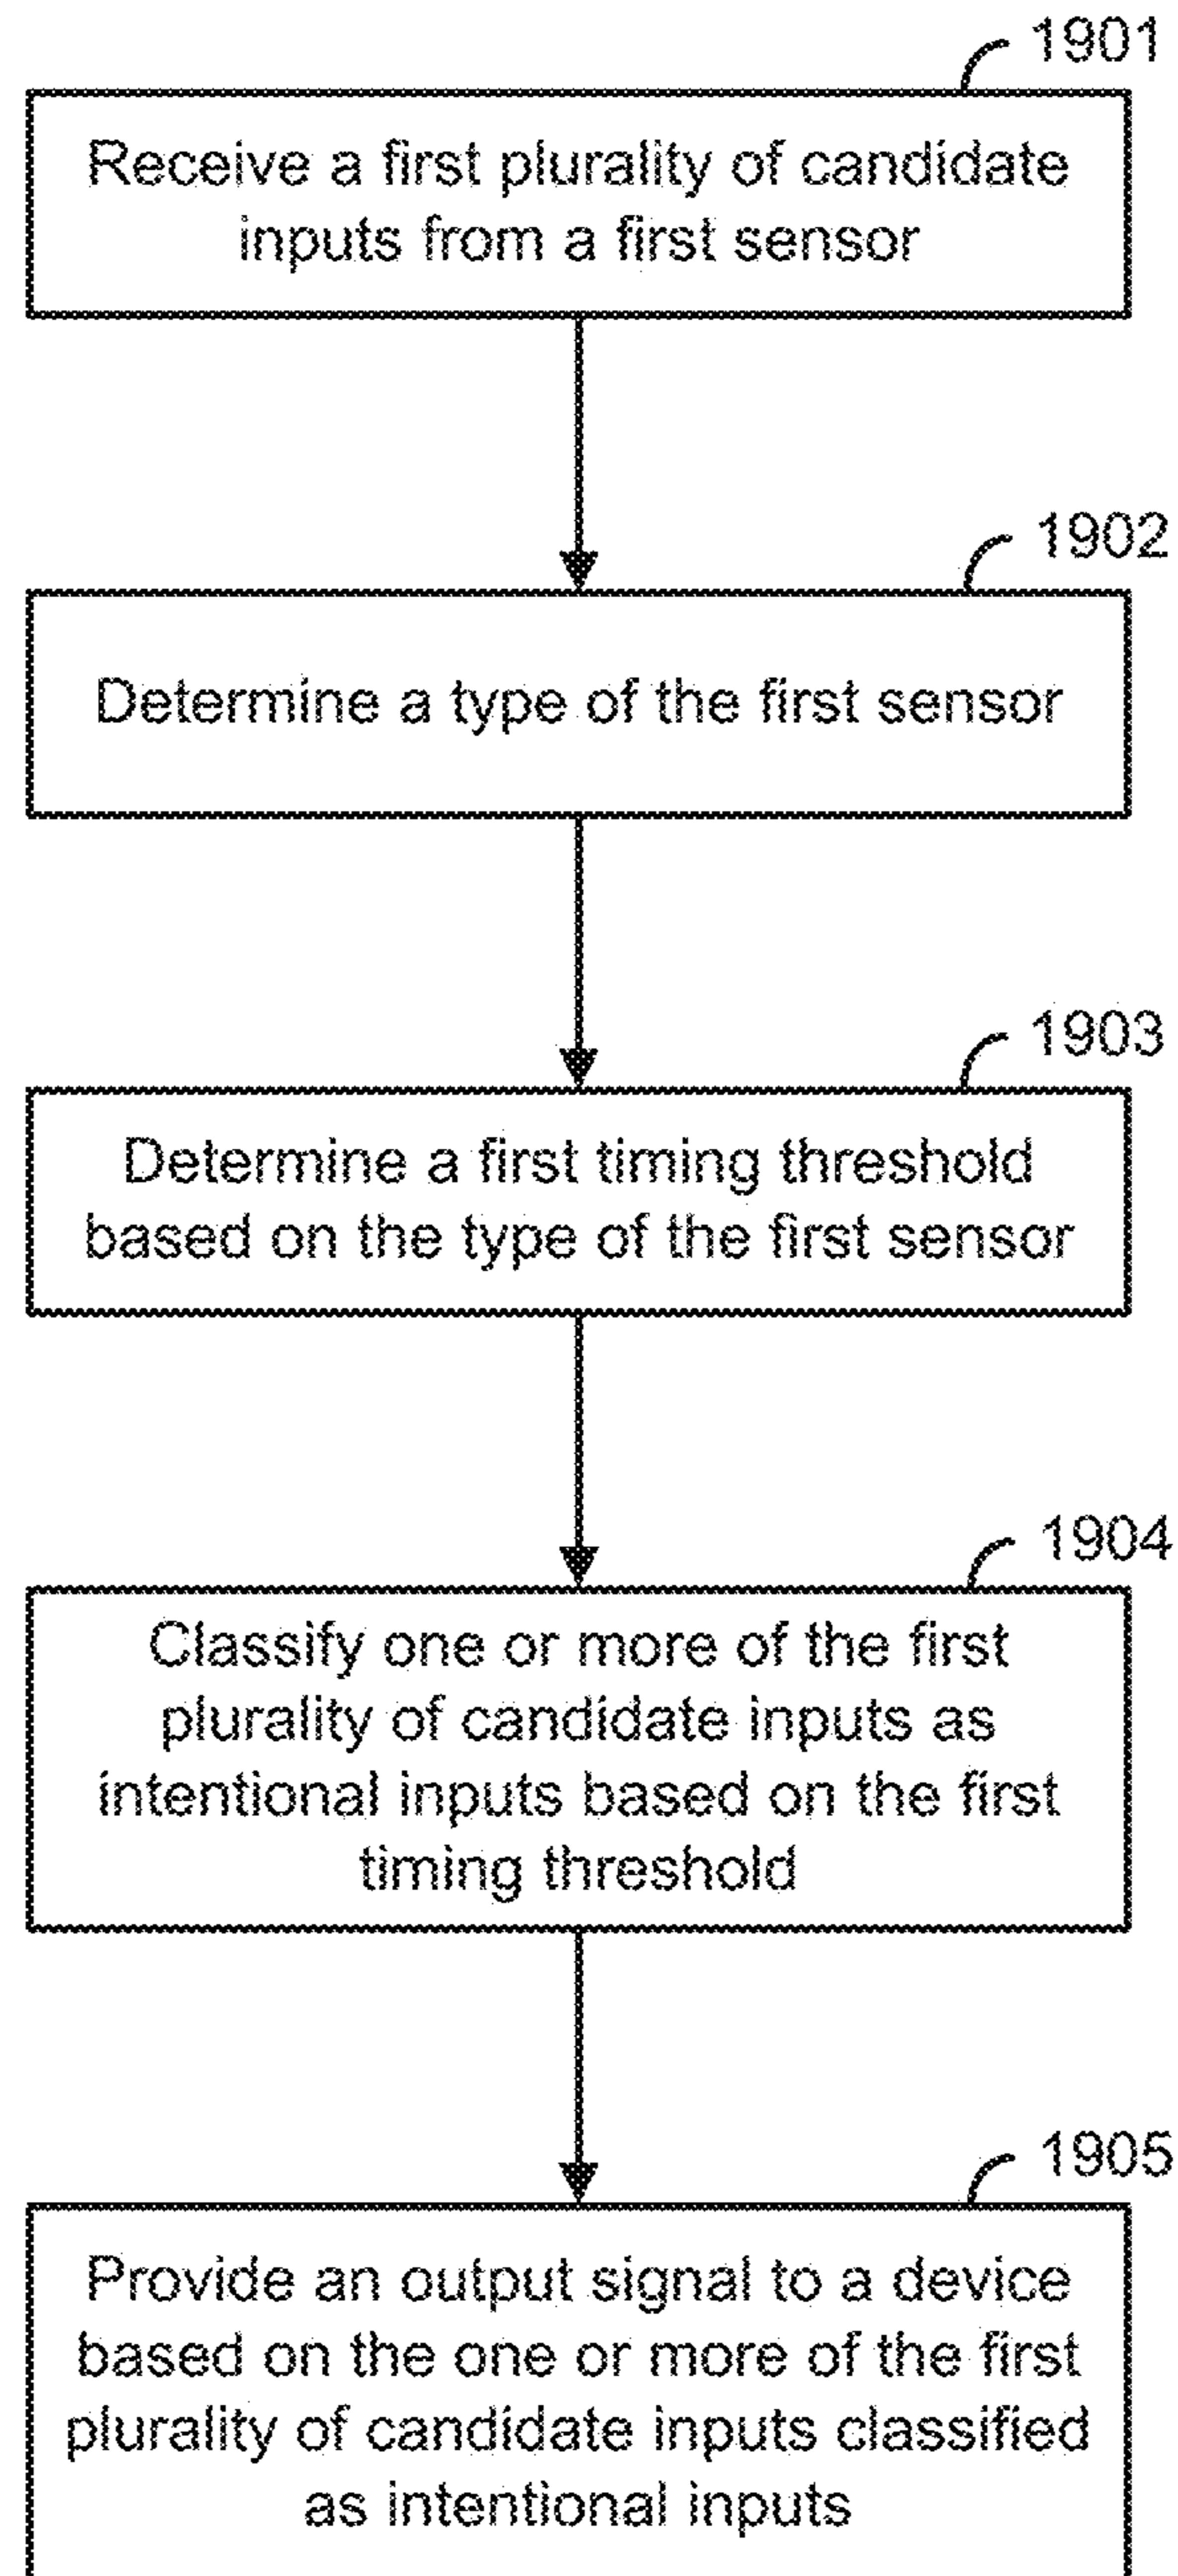 1901
Receive a first plurality of candidate
inputs from a first sensor
1902
Determine a type of the first sensor
1903
Determine a first timing threshold
based on the type of the first sensor
1904
Classify one or more of the first
plurality of candidate inputs as
intentional inputs based on the first
timing threshold
1905
Provide an output signal to a device
based on the one or more of the first
plurality of candidate inputs classified
as intentional inputs